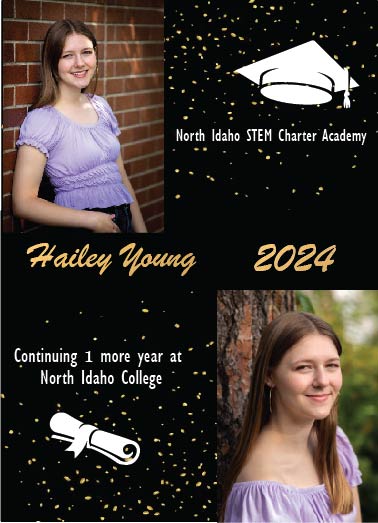 North Idaho STEM Charter Academy
Hailey Young 2024
Continuing 1 more year at
North Idaho College